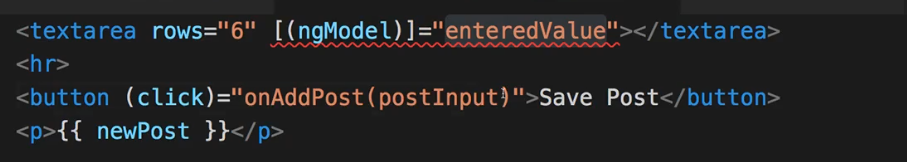 <textarea rows="6" [(ngModel)]="enteredValue"></textarea>
<hr>
<button (click)="onAddPost(postInput)">Save Post</button>
<p>{{ newPost }}</p>